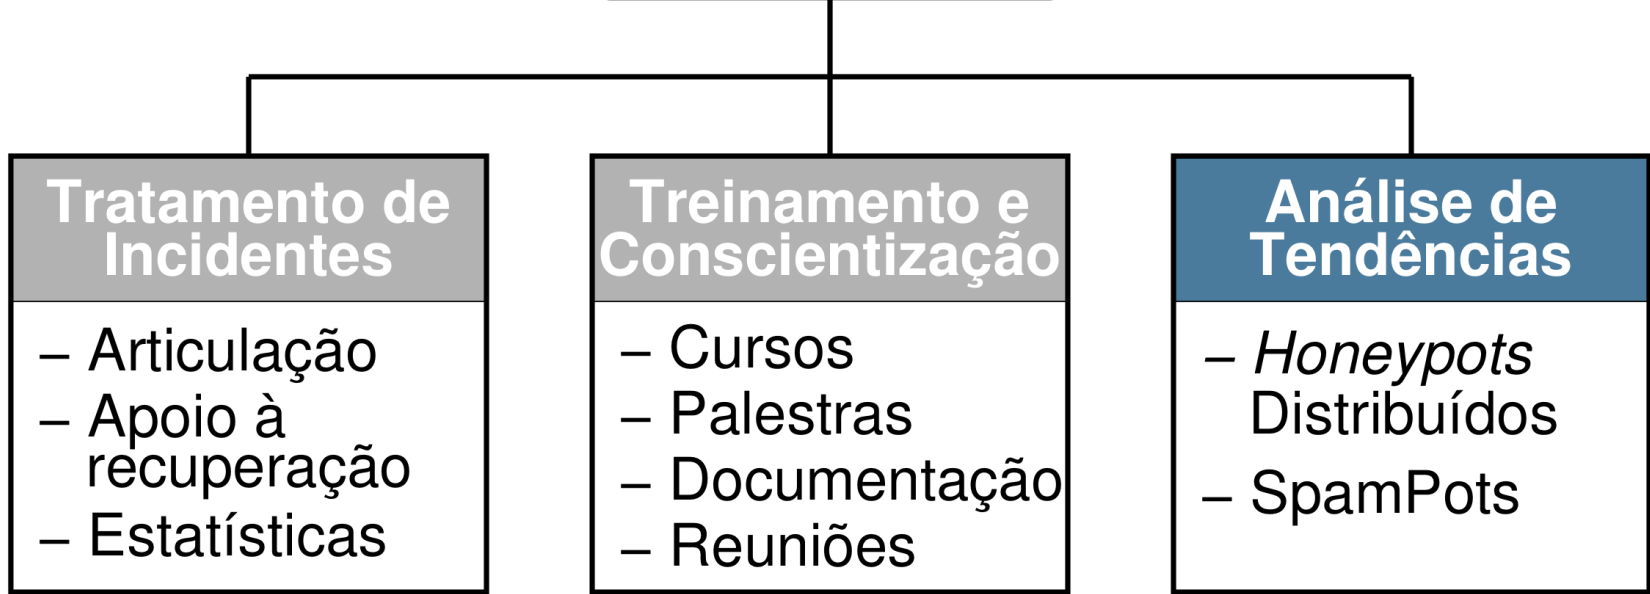 Tratamento de
Incidentes
– Articulação
– Apoio à
recuperação
– Estatísticas
Treinamento e
Conscientização
– Cursos
– Palestras
– Documentação
– Reuniões
Análise de
Tendências
– Honeypots
Distribuídos
– SpamPots